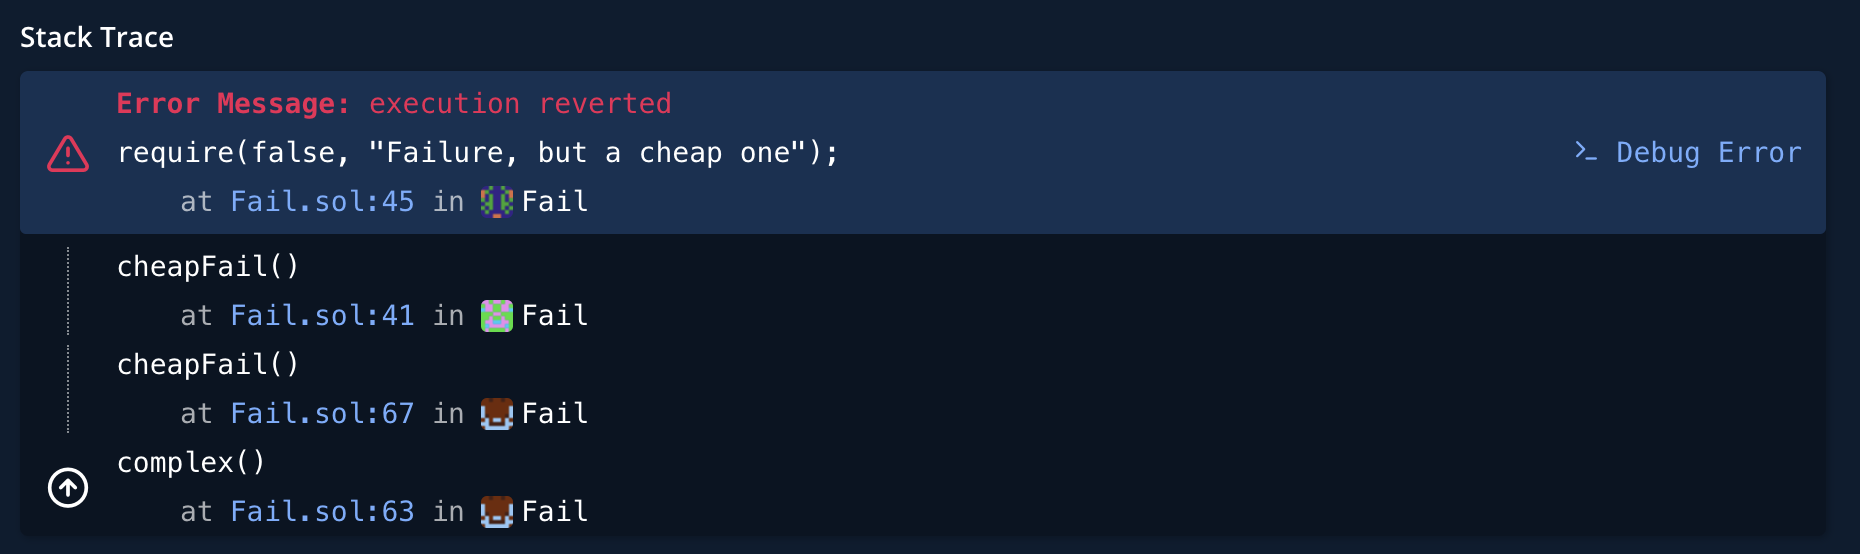 Stack Trace
Error Message: execution reverted
require(false, "Failure, but a cheap one");
>_ Debug Error
at Fail.sol:45 in Fail
cheapFail()
at Fail.sol:41 in Fail
cheapFail()
at Fail.sol:67 in Fail
complex()
at Fail.sol:63 in Fail